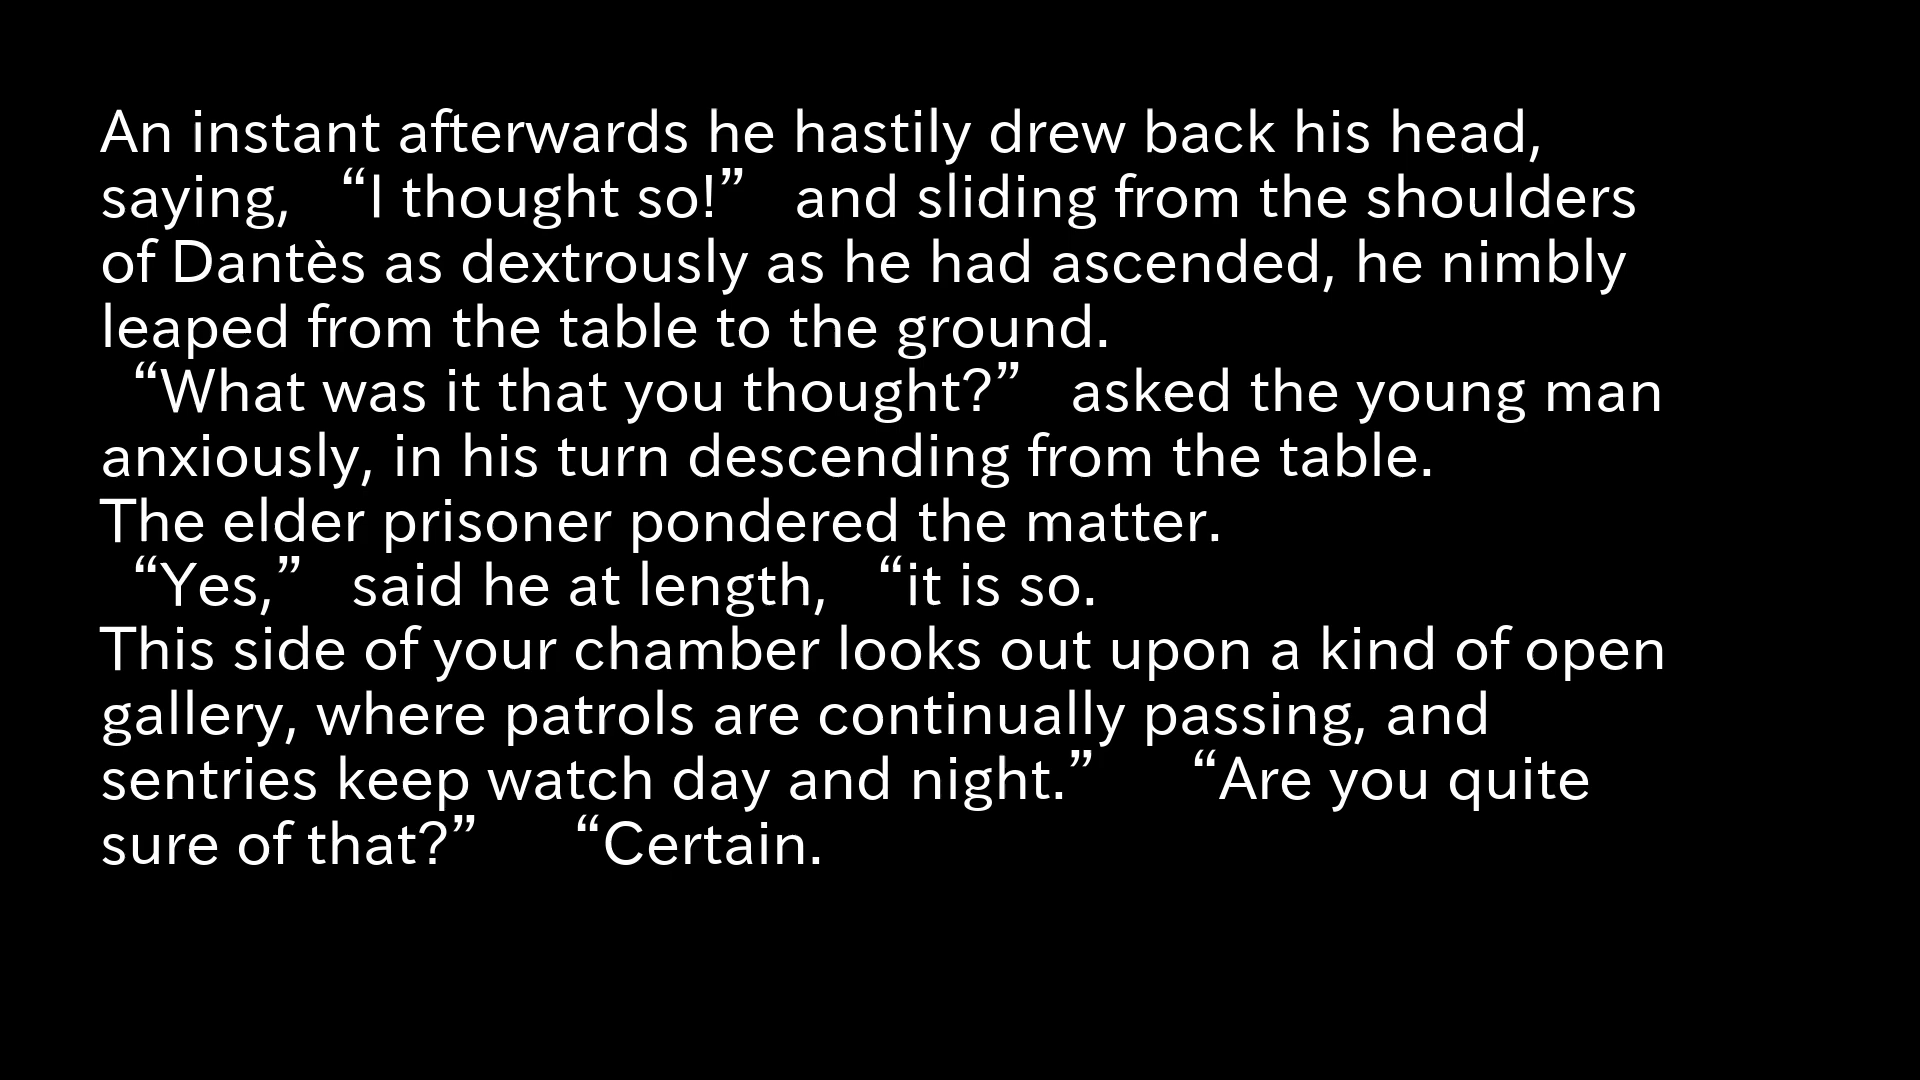 An instant afterwards he hastily drew back his head,
saying, “I thought so!” and sliding from the shoulders
of Dantès as dextrously as he had ascended, he nimbly
leaped from the table to the ground.
“What was it that you thought?” asked the young man
anxiously, in his turn descending from the table.
The elder prisoner pondered the matter.
“Yes,” said he at length, “it is so.
This side of your chamber looks out upon a kind of open
gallery, where patrols are continually passing, and
sentries keep watch day and night.” “Are you quite
sure of that?” “Certain.